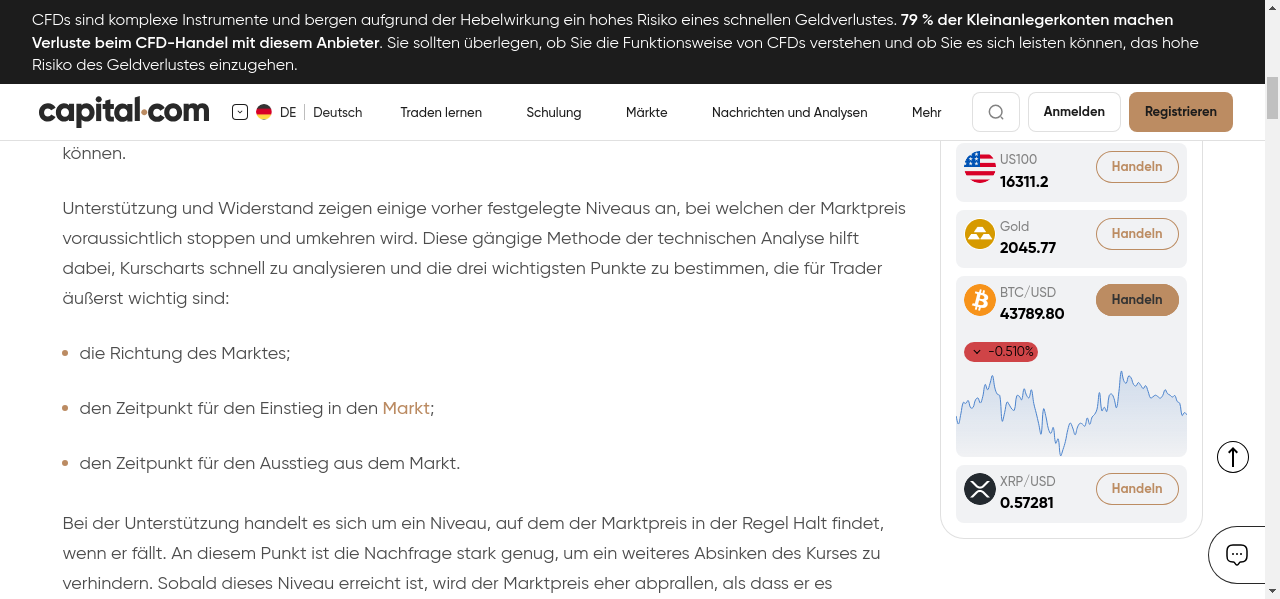 CFDs sind komplexe Instrumente und bergen aufgrund der Hebelwirkung ein hohes Risiko eines schnellen Geldverlustes. 79 % der Kleinanlegerkonten machen
Verluste beim CFD-Handel mit diesem Anbieter. Sie sollten überlegen, ob Sie die Funktionsweise von CFDs verstehen und ob Sie es sich leisten können, das hohe
Risiko des Geldverlustes einzugehen.
capital.com DE Deutsch Traden lernen Schulung Märkte Nachrichten und Analysen Mehr Anmelden Registrieren
können.
Unterstützung und Widerstand zeigen einige vorher festgelegte Niveaus an, bei welchen der Marktpreis
voraussichtlich stoppen und umkehren wird. Diese gängige Methode der technischen Analyse hilft
dabei, Kurscharts schnell zu analysieren und die drei wichtigsten Punkte zu bestimmen, die für Trader
äußerst wichtig sind:
die Richtung des Marktes;
den Zeitpunkt für den Einstieg in den Markt;
den Zeitpunkt für den Ausstieg aus dem Markt.
Bei der Unterstützung handelt es sich um ein Niveau, auf dem der Marktpreis in der Regel Halt findet,
wenn er fällt. An diesem Punkt ist die Nachfrage stark genug, um ein weiteres Absinken des Kurses zu
verhindern. Sobald dieses Niveau erreicht ist, wird der Marktpreis eher abprallen, als dass er es
US100
16311.2
Handeln
Gold
2045.77
Handeln
BTC/USD
43789.80
Handeln
-0.510%
XRP/USD
0.57281
Handeln